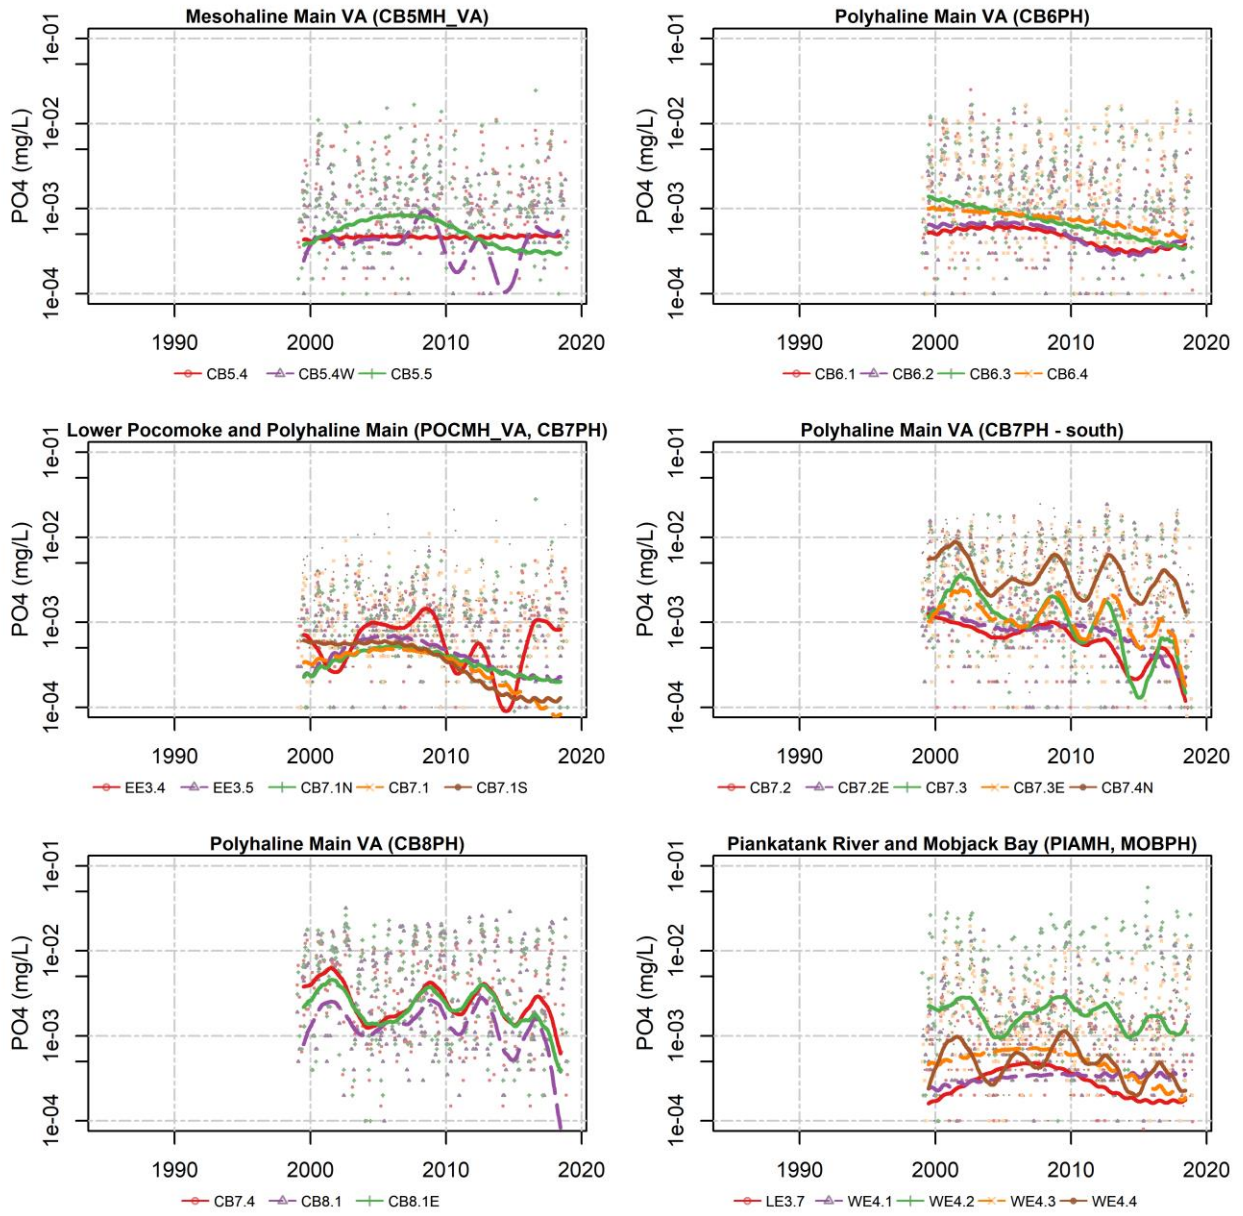 Mesohaline Main VA (CB5MH_VA)
PO4 (mg/L)
1e-01
1e-02
1e-03
1e-04
1990 2000 2010 2020
CB5.4 CB5.4W CB5.5
Polyhaline Main VA (CB6PH)
PO4 (mg/L)
1e-01
1e-02
1e-03
1e-04
1990 2000 2010 2020
CB6.1 CB6.2 CB6.3 CB6.4
Lower Pocomoke and Polyhaline Main (POCMH_VA, CB7PH)
PO4 (mg/L)
1e-01
1e-02
1e-03
1e-04
1990 2000 2010 2020
EE3.4 EE3.5 CB7.1N CB7.1 CB7.1S
Polyhaline Main VA (CB7PH - south)
PO4 (mg/L)
1e-01
1e-02
1e-03
1e-04
1990 2000 2010 2020
CB7.2 CB7.2E CB7.3 CB7.3E CB7.4N
Polyhaline Main VA (CB8PH)
PO4 (mg/L)
1e-01
1e-02
1e-03
1e-04
1990 2000 2010 2020
CB7.4 CB8.1 CB8.1E
Piankatank River and Mobjack Bay (PIAMH, MOBPH)
PO4 (mg/L)
1e-01
1e-02
1e-03
1e-04
1990 2000 2010 2020
LE3.7 WE4.1 WE4.2 WE4.3 WE4.4